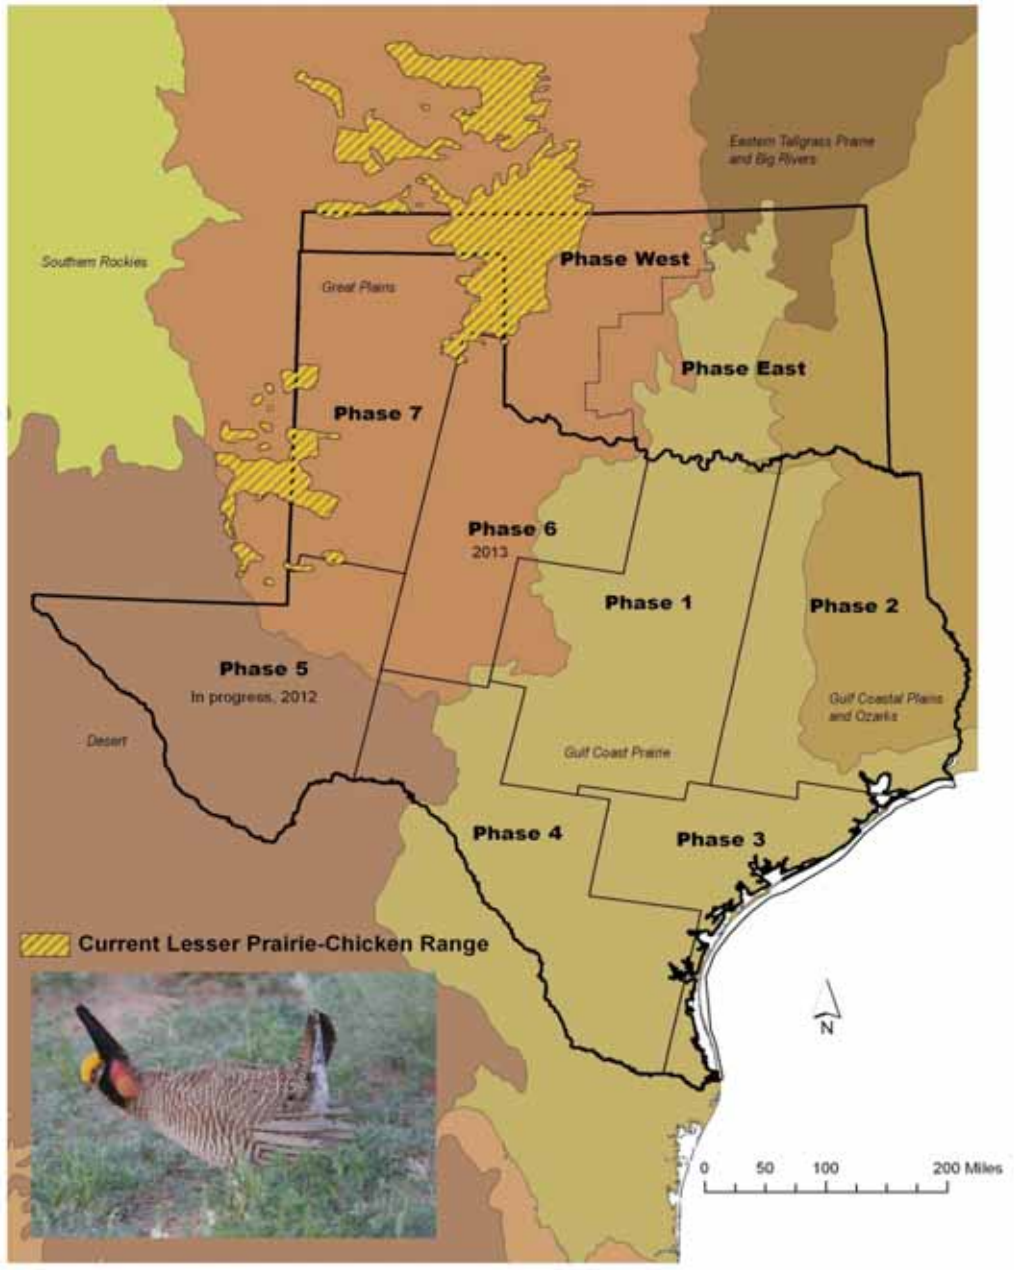 Eastern Tallgrass Prairie
and Big Rivers
Southern Rockies
Phase West
Great Plains
Phase East
Phase 7
Phase 6
2013
Phase 1
Phase 2
Phase 5
In progress, 2012
Gulf Coastal Plains
and Ozarks
Desert
Gulf Coast Prairie
Phase 4
Phase 3
Current Lesser Prairie-Chicken Range
N
0 50 100 200 Miles